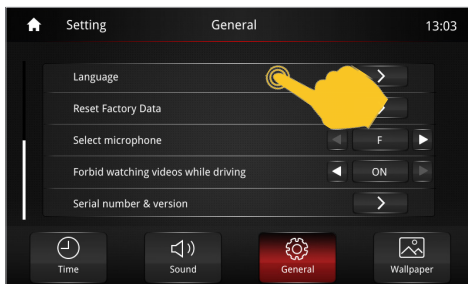 Setting General 13:03
Language
Reset Factory Data
Select microphone F
Forbid watching videos while driving ON
Serial number & version
Time Sound General Wallpaper